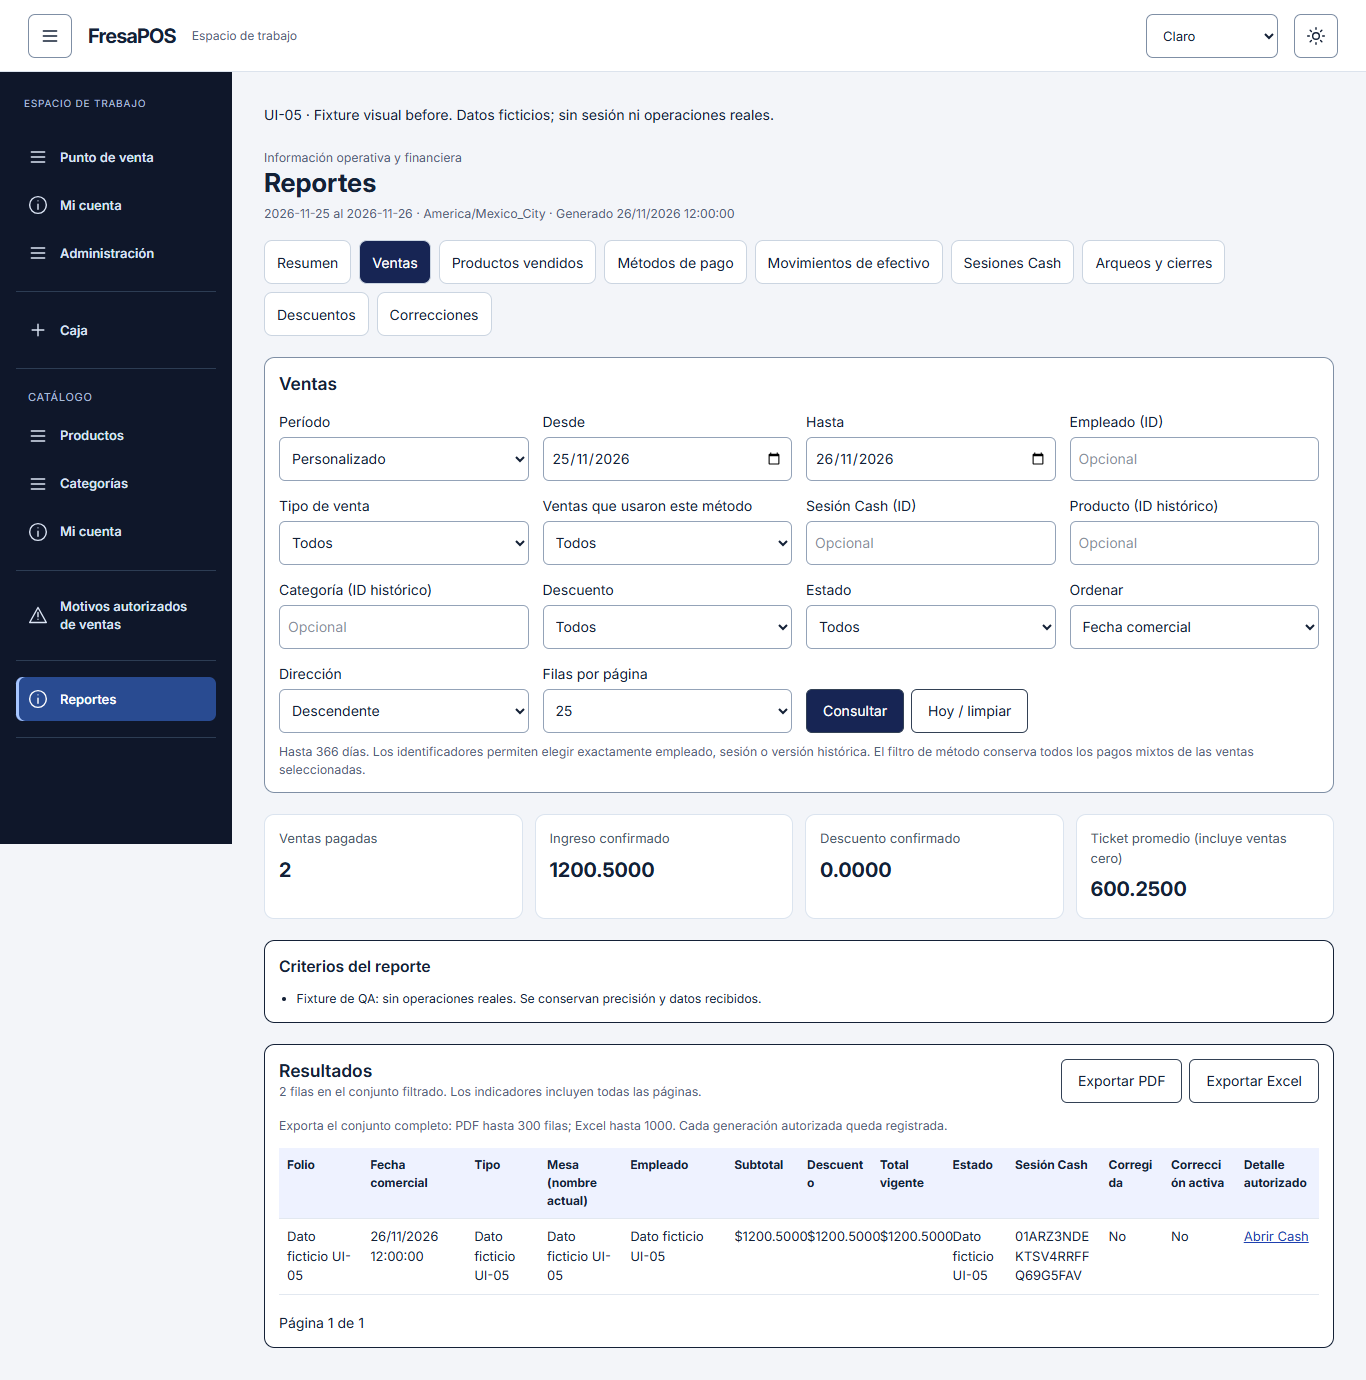 FresaPOS
Espacio de trabajo
Claro
ESPACIO DE TRABAJO
Punto de venta
Mi cuenta
Administración
Caja
CATÁLOGO
Productos
Categorías
Mi cuenta
Motivos autorizados
de ventas
Reportes
UI-05 · Fixture visual before. Datos ficticios; sin sesión ni operaciones reales.
Información operativa y financiera
Reportes
2026-11-25 al 2026-11-26 · America/Mexico_City · Generado 26/11/2026 12:00:00
Resumen
Ventas
Productos vendidos
Métodos de pago
Movimientos de efectivo
Sesiones Cash
Arqueos y cierres
Descuentos
Correcciones
Ventas
Período
Desde
Hasta
Empleado (ID)
Personalizado
25/11/2026
26/11/2026
Opcional
Tipo de venta
Ventas que usaron este método
Sesión Cash (ID)
Producto (ID histórico)
Todos
Todos
Opcional
Opcional
Categoría (ID histórico)
Descuento
Estado
Ordenar
Opcional
Todos
Todos
Fecha comercial
Dirección
Filas por página
Descendente
25
Consultar
Hoy / limpiar
Hasta 366 días. Los identificadores permiten elegir exactamente empleado, sesión o versión histórica. El filtro de método conserva todos los pagos mixtos de las ventas
seleccionadas.
Ventas pagadas
2
Ingreso confirmado
1200.5000
Descuento confirmado
0.0000
Ticket promedio (incluye ventas
cero)
600.2500
Criterios del reporte
• Fixture de QA: sin operaciones reales. Se conservan precisión y datos recibidos.
Resultados
2 filas en el conjunto filtrado. Los indicadores incluyen todas las páginas.
Exportar PDF
Exportar Excel
Exporta el conjunto completo: PDF hasta 300 filas; Excel hasta 1000. Cada generación autorizada queda registrada.
Folio
Fecha
comercial
Tipo
Mesa
(nombre
actual)
Empleado
Subtotal
Descuent
o
Total
vigente
Estado
Sesión Cash
Corregi
da
Correcci
ón activa
Detalle
autorizado
Dato
ficticio UI-
05
26/11/2026
12:00:00
Dato
ficticio
UI-05
Dato
ficticio UI-
05
Dato ficticio
UI-05
$1200.5000
$1200.5000
$1200.5000
Dato
ficticio
UI-05
01ARZ3NDE
KTSV4RRFF
Q69G5FAV
No
No
Abrir Cash
Página 1 de 1